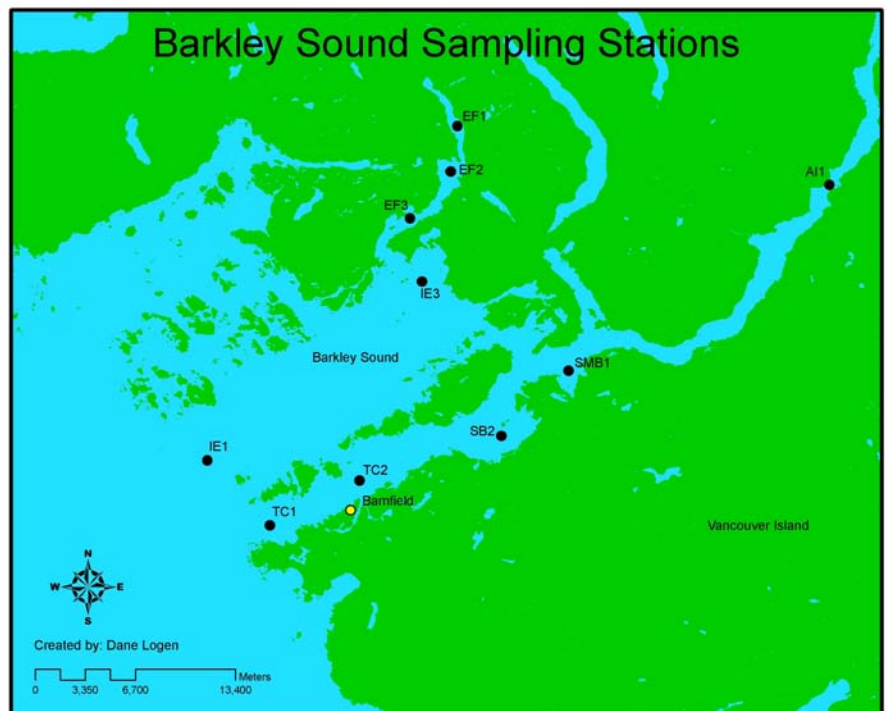 Barkley Sound Sampling Stations
EF1
EF2
AI1
EF3
IE3
Barkley Sound
SMB1
SB2
IE1
TC2
Bamfield
TC1
Vancouver Island
N
W E
S
Created by: Dane Logen
Meters
0 3,350 6,700 13,400